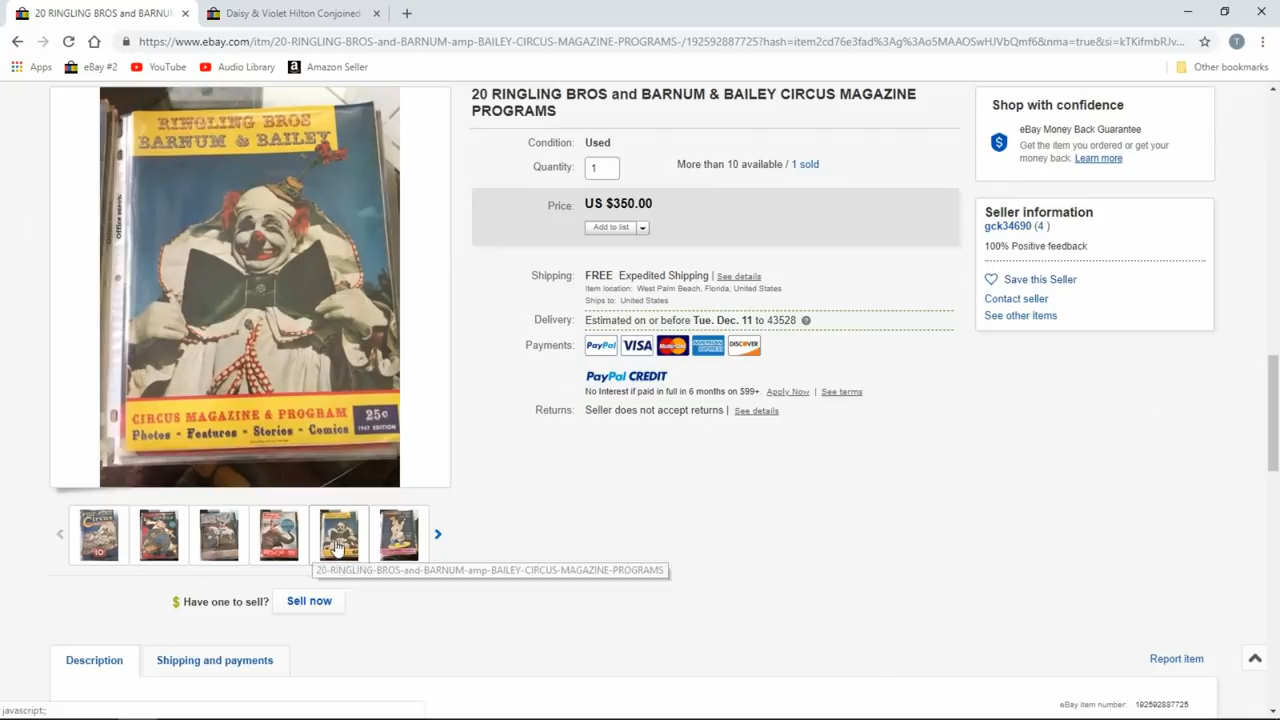 20 RINGLING BROS and BARNUM
Daisy & Violet Hilton Conjoined
https://www.ebay.com/itm/20-RINGLING-BROS-and-BARNUM-amp-BAILEY-CIRCUS-MAGAZINE-PROGRAMS-/192592887725?hash=item2cd76e3fad%3Ag%3AoSMAAOSwHJVbQmf6&nma=true&si=kTKifmbRJv...
T
Apps
eBay #2
YouTube
Audio Library
Amazon Seller
Other bookmarks
RINGLING BROS
BARNUM & BAILEY
CIRCUS MAGAZINE & PROGRAM
25¢
Photos - Features - Stories - Comics
1947 EDITION
20 RINGLING BROS and BARNUM & BAILEY CIRCUS MAGAZINE
PROGRAMS
Condition: Used
Quantity: 1
More than 10 available / 1 sold
Price: US $350.00
Add to list
Shipping: FREE Expedited Shipping | See details
Item location: West Palm Beach, Florida, United States
Ships to: United States
Delivery: Estimated on or before Tue. Dec. 11 to 43528
Payments: PayPal VISA MasterCard AMERICAN EXPRESS DISCOVER
PayPal CREDIT
No Interest if paid in full in 6 months on $99+. Apply Now | See terms
Returns: Seller does not accept returns | See details
Shop with confidence
eBay Money Back Guarantee
Get the item you ordered or get your
money back. Learn more
Seller information
gck34690 (4 )
100% Positive feedback
Save this Seller
Contact seller
See other items
20-RINGLING-BROS-and-BARNUM-amp-BAILEY-CIRCUS-MAGAZINE-PROGRAMS
$ Have one to sell? Sell now
Description
Shipping and payments
Report item
eBay item number: 192592887725
javascript:;